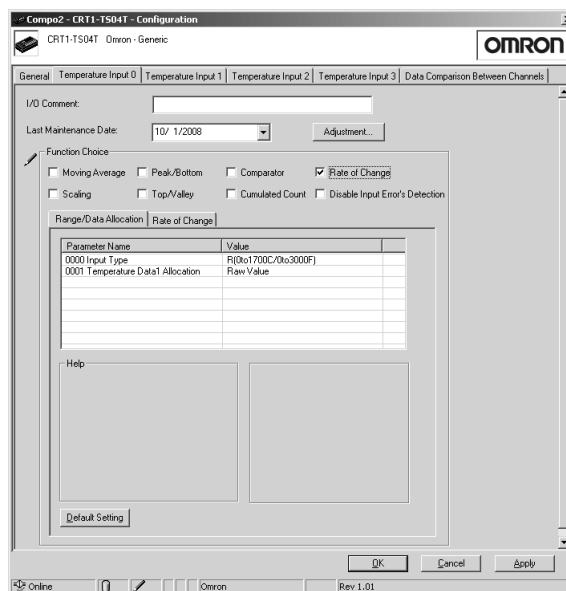 Compo2 - CRT1-TS04T - Configuration
CRT1-TS04T Omron - Generic
OMRON
General Temperature Input 0 Temperature Input 1 Temperature Input 2 Temperature Input 3 Data Comparison Between Channels
I/O Comment:
Last Maintenance Date: 10/ 1/2008 Adjustment...
Function Choice
Moving Average Peak/Bottom Comparator Rate of Change
Scaling Top/Valley Cumulated Count Disable Input Error's Detection
Range/Data Allocation Rate of Change
Parameter Name Value
0000 Input Type R(0to1700C/0to3000F)
0001 Temperature Data1 Allocation Raw Value
Help
Default Setting
OK Cancel Apply
Online Omron Rev 1.01